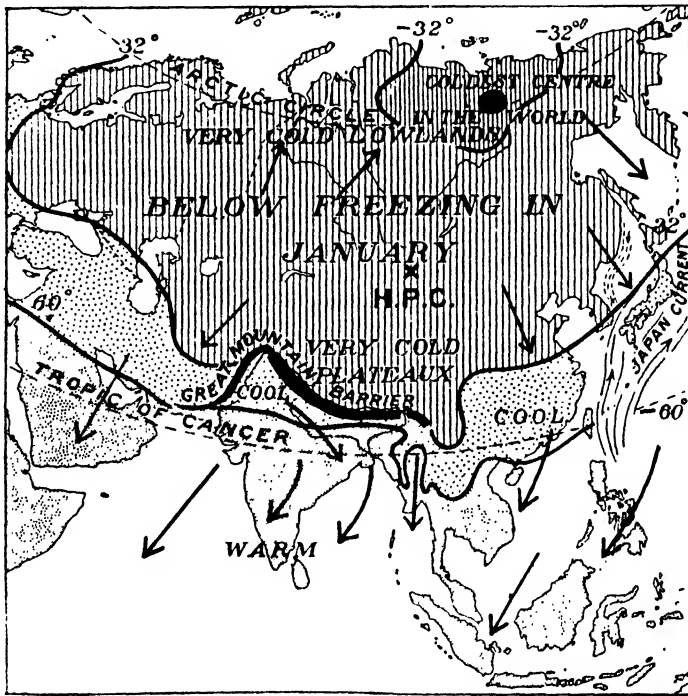 32° -32° -32°
ARCTIC CIRCLE
COLDEST CENTRE
IN THE WORLD
VERY COLD LOWLANDS
BELOW FREEZING IN
JANUARY
32°
H.P.C.
JAPAN CURRENT
60°
VERY COLD
PLATEAUX
GREAT MOUNTAIN BARRIER
COOL
TROPIC OF CANCER
COOL
-60°
WARM